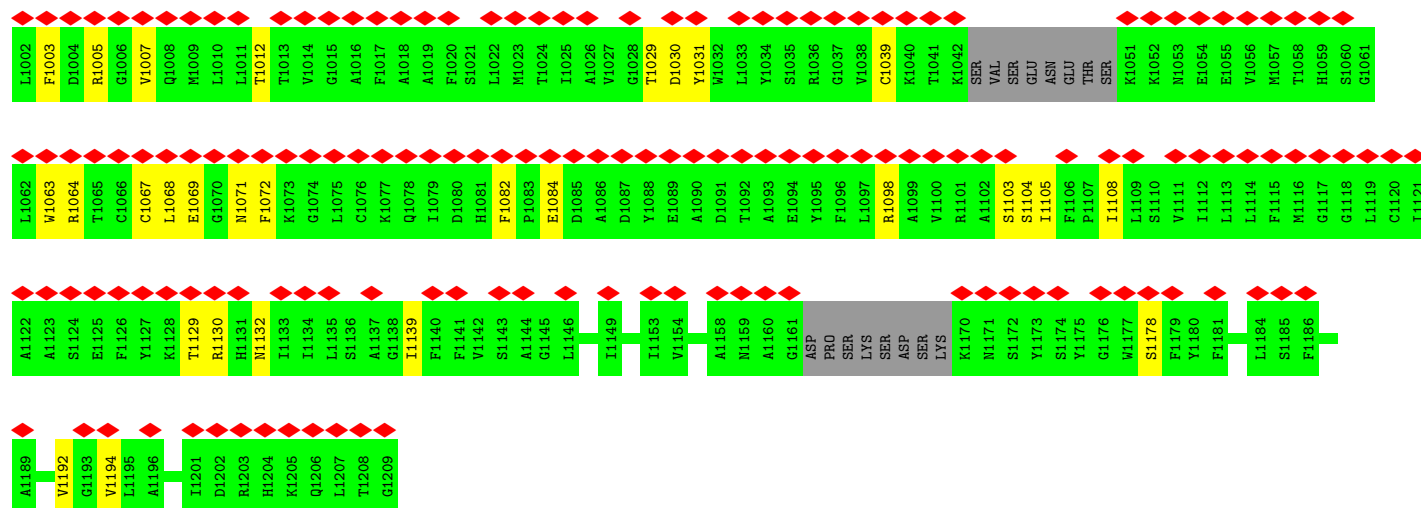 L1002 F1003 D1004 R1005 G1006 V1007 Q1008 M1009 L1010 L1011 T1012 T1013 V1014 G1015 A1016 F1017 A1018 A1019 F1020 S1021 L1022 M1023 T1024 I1025 A1026 V1027 G1028 T1029 D1030 Y1031 W1032 L1033 Y1034 S1035 R1036 G1037 V1038 C1039 K1040 T1041 K1042 SER VAL SER GLU ASN GLU THR SER K1051 K1052 N1053 E1054 E1055 V1056 M1057 T1058 H1059 S1060 G1061
L1062 W1063 R1064 T1065 C1066 C1067 L1068 E1069 G1070 N1071 F1072 K1073 G1074 L1075 C1076 K1077 Q1078 I1079 D1080 H1081 F1082 P1083 E1084 D1085 A1086 D1087 Y1088 E1089 A1090 D1091 T1092 A1093 E1094 Y1095 F1096 L1097 R1098 A1099 V1100 R1101 A1102 S1103 S1104 I1105 F1106 P1107 I1108 L1109 S1110 V1111 I1112 L1113 L1114 F1115 M1116 G1117 G1118 L1119 C1120 I1121
A1122 A1123 S1124 E1125 F1126 Y1127 K1128 T1129 R1130 H1131 N1132 I1133 I1134 L1135 S1136 A1137 G1138 I1139 F1140 F1141 V1142 S1143 A1144 G1145 L1146 I1149 I1153 V1154 A1158 N1159 A1160 G1161 ASP PRO SER LYS SER ASP SER LYS K1170 N1171 S1172 Y1173 S1174 Y1175 G1176 W1177 S1178 F1179 Y1180 F1181 L1184 S1185 F1186
A1189 V1192 G1193 V1194 L1195 A1196 I1201 D1202 R1203 H1204 K1205 Q1206 L1207 T1208 G1209